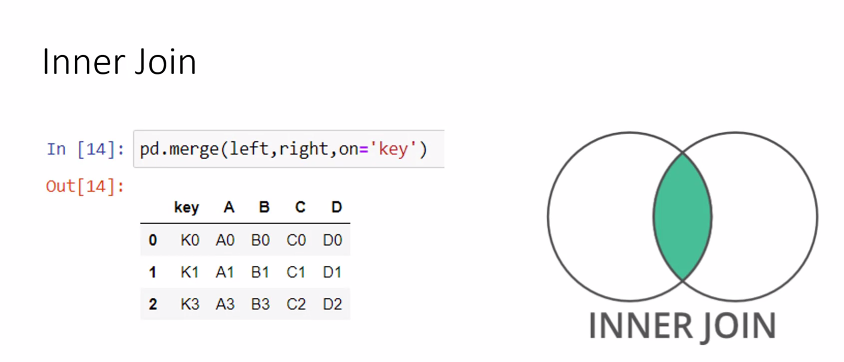 Inner Join
In [14]: pd.merge(left,right,on='key')
Out[14]:
key A B C D
0 K0 A0 B0 C0 D0
1 K1 A1 B1 C1 D1
2 K3 A3 B3 C2 D2
INNER JOIN